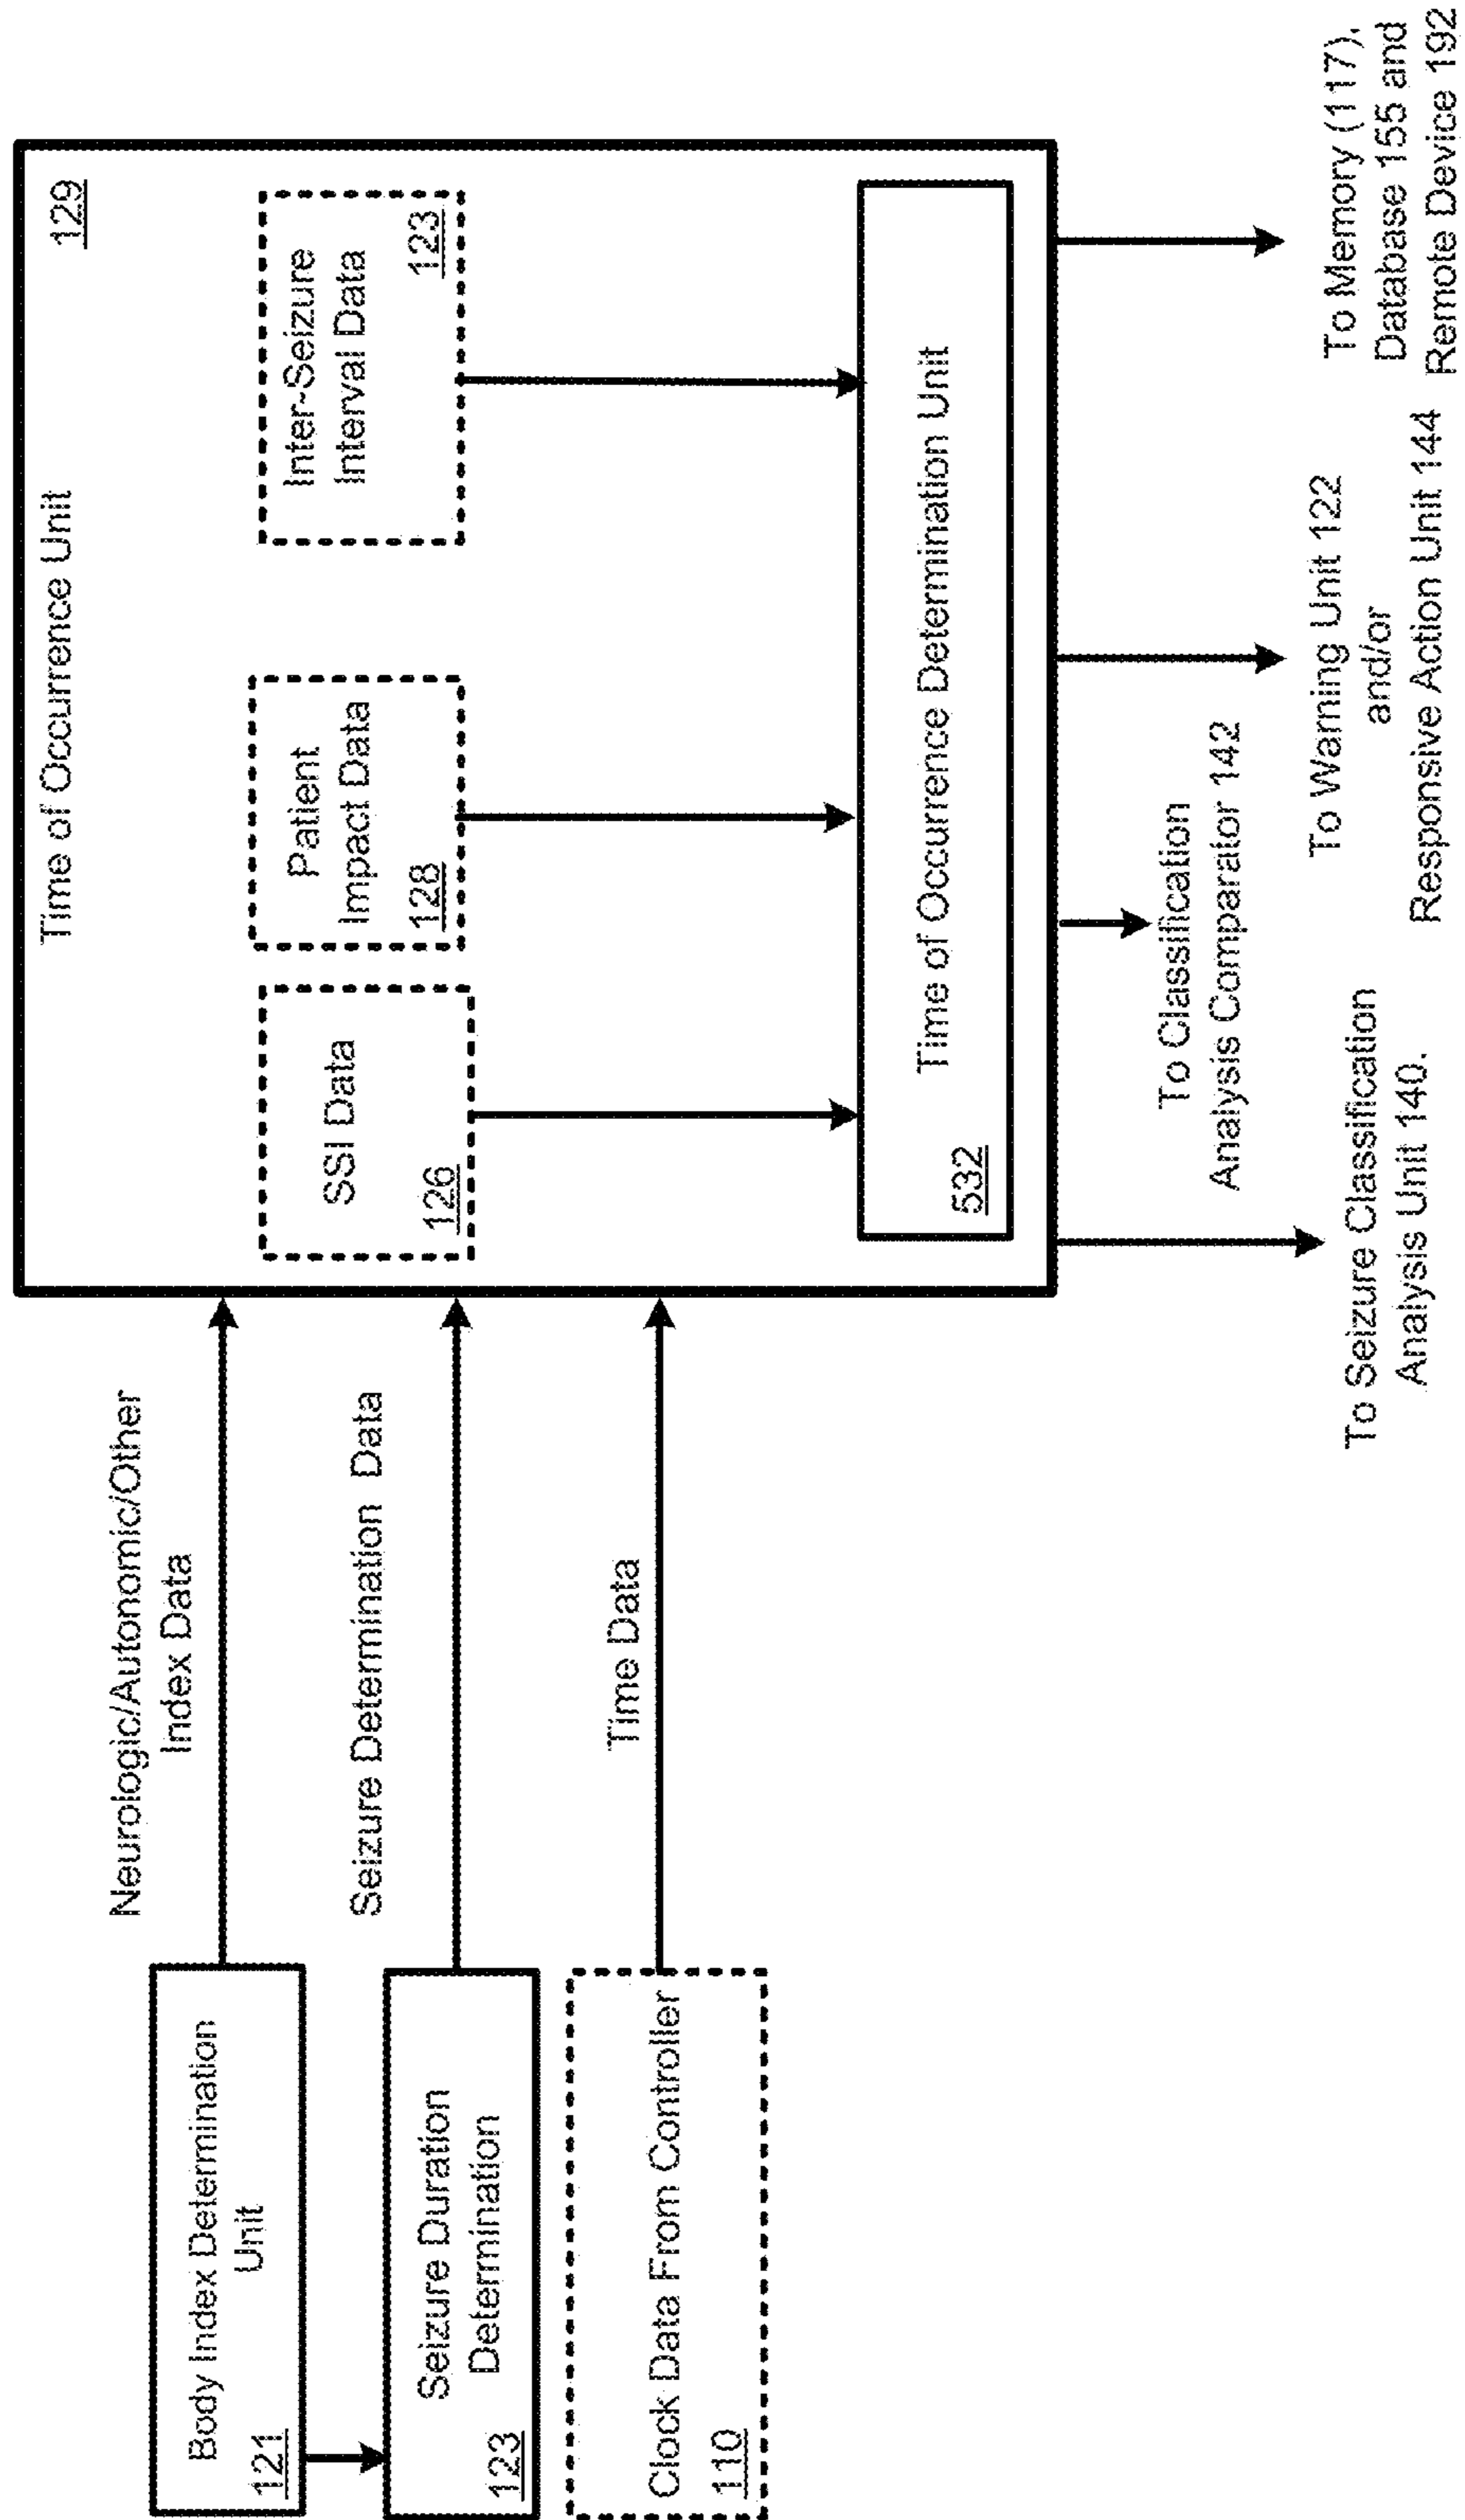 Body Index Determination
Unit
121
Seizure Duration
Determination
123
Clock Data From Controller
110
Neurologic/Autonomic/Other
Index Data
Seizure Determination Data
Time Data
Time of Occurrence Unit
129
SSI Data
126
Patient
Impact Data
128
Inter-Seizure
Interval Data
123
Time of Occurrence Determination Unit
532
To Seizure Classification
Analysis Unit 140.
To Classification
Analysis Comparator 142
To Warning Unit 122
and/or
Responsive Action Unit 144
To Memory (117),
Database 155 and
Remote Device 192